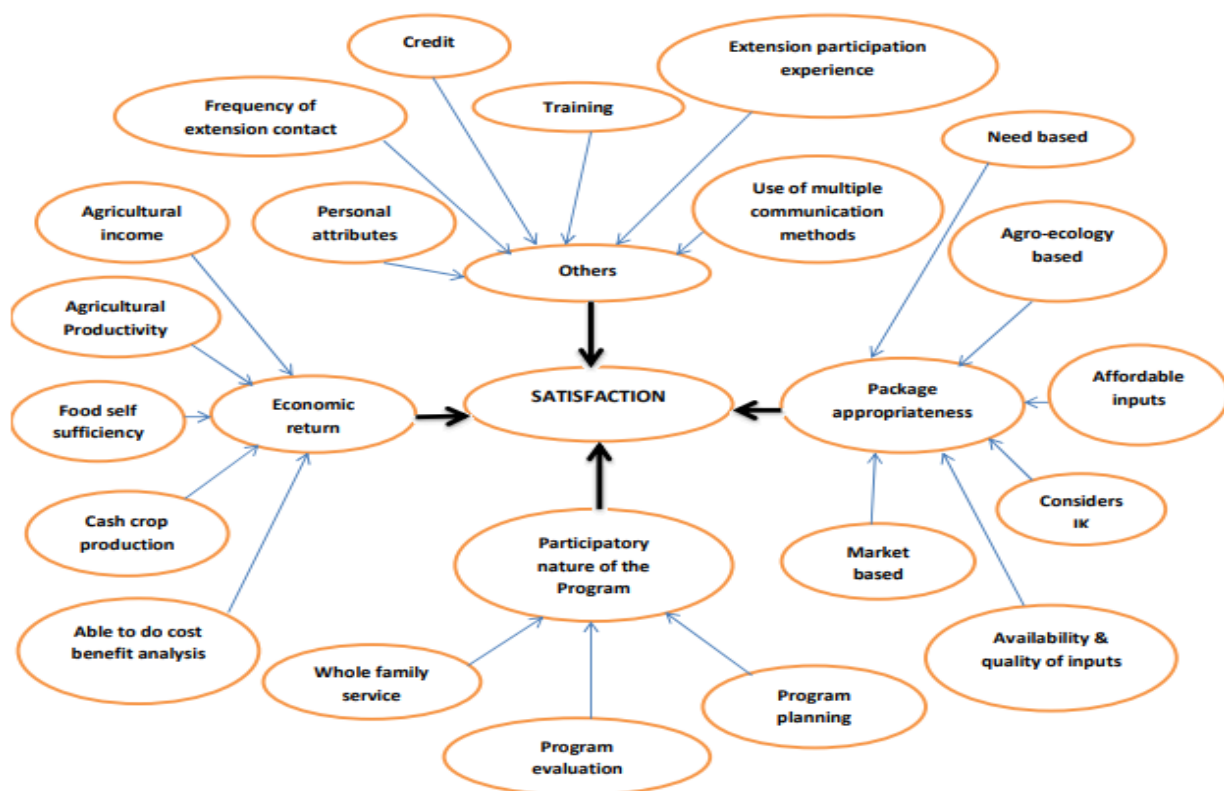 Credit
Extension participation
experience
Frequency of
extension contact
Training
Need based
Agricultural
income
Personal
attributes
Use of multiple
communication
methods
Agro-ecology
based
Others
Agricultural
Productivity
SATISFACTION
Economic
return
Package
appropriateness
Affordable
inputs
Food self
sufficiency
Considers
IK
Cash crop
production
Participatory
nature of the
Program
Market
based
Able to do cost
benefit analysis
Whole family
service
Availability &
quality of inputs
Program
planning
Program
evaluation